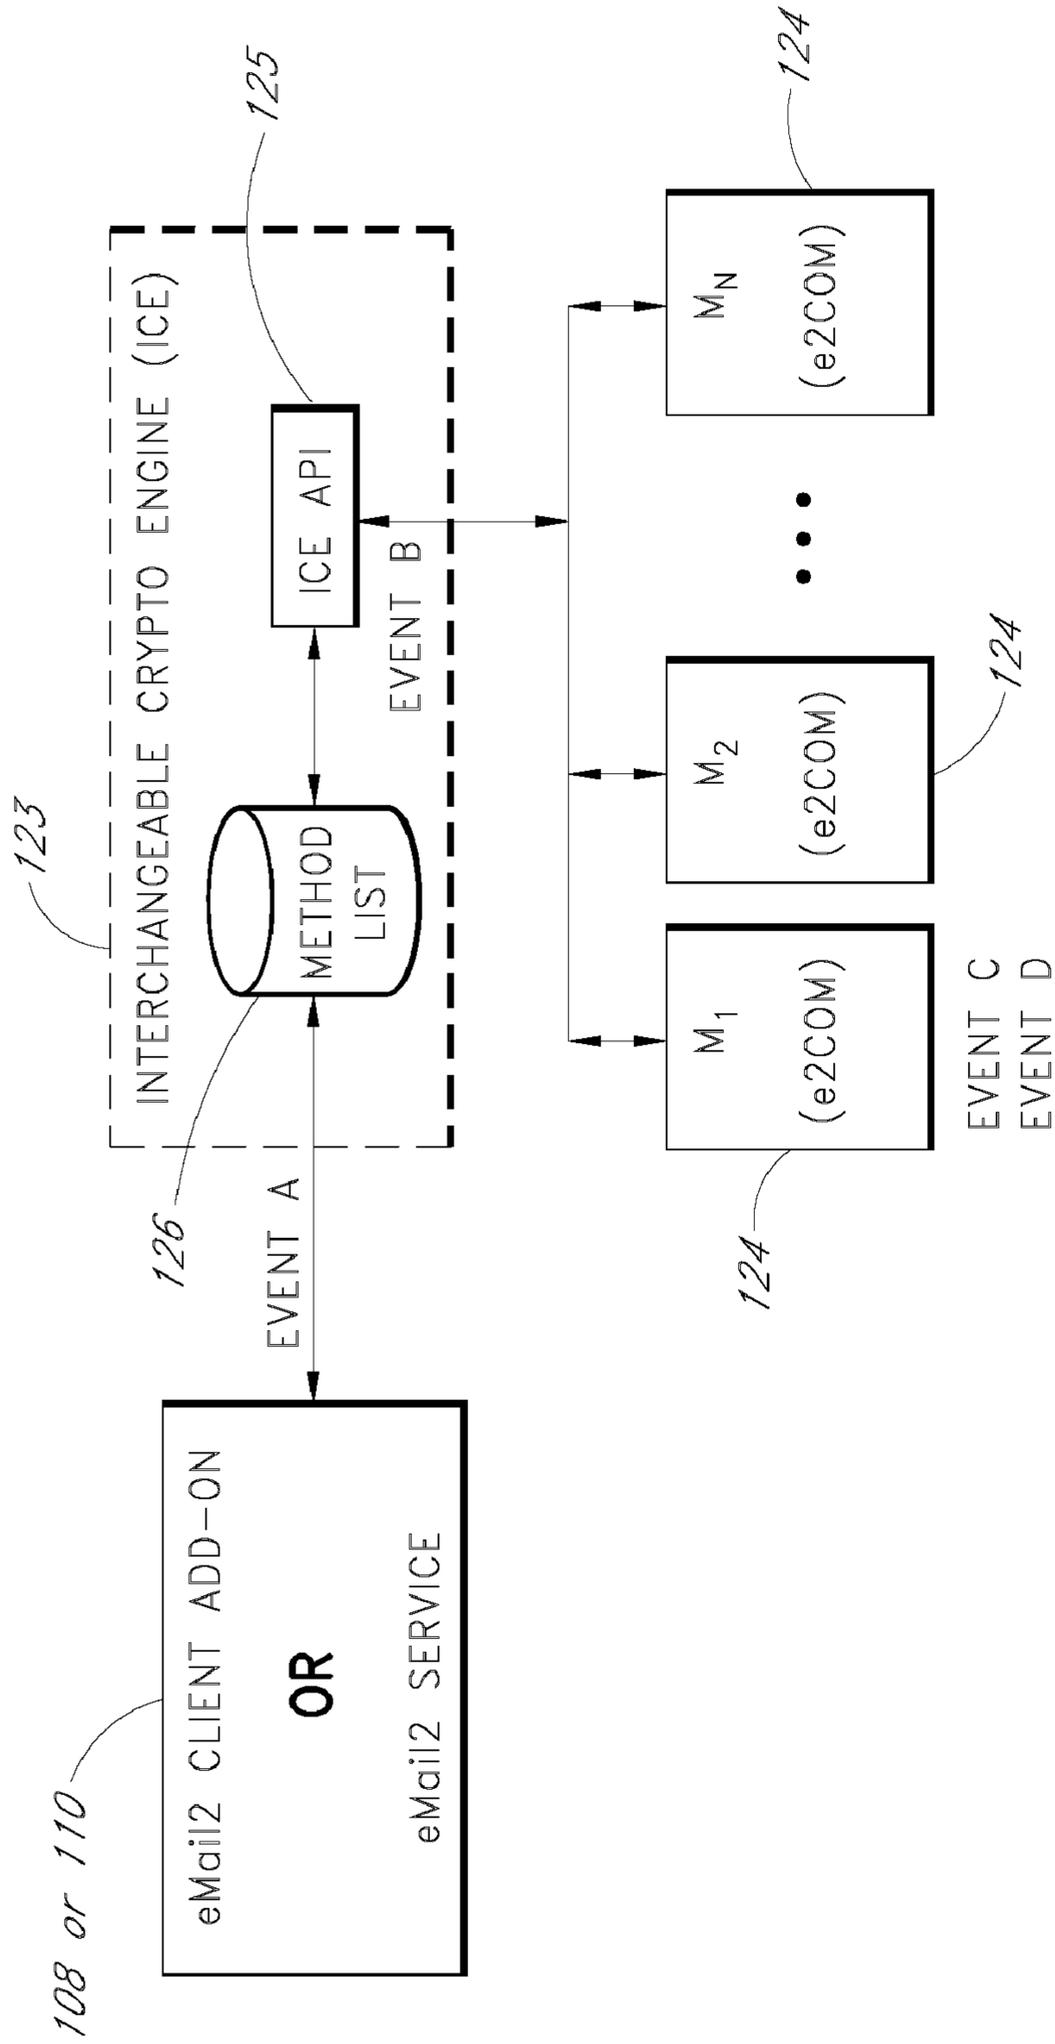 108 or 110
eMail2 CLIENT ADD-ON
OR
eMail2 SERVICE
EVENT A
123
INTERCHANGEABLE CRYPTO ENGINE (ICE)
126
METHOD
LIST
ICE API
125
EVENT B
124
M1
(e2COM)
EVENT C
EVENT D
M2
(e2COM)
124
MN
(e2COM)
124